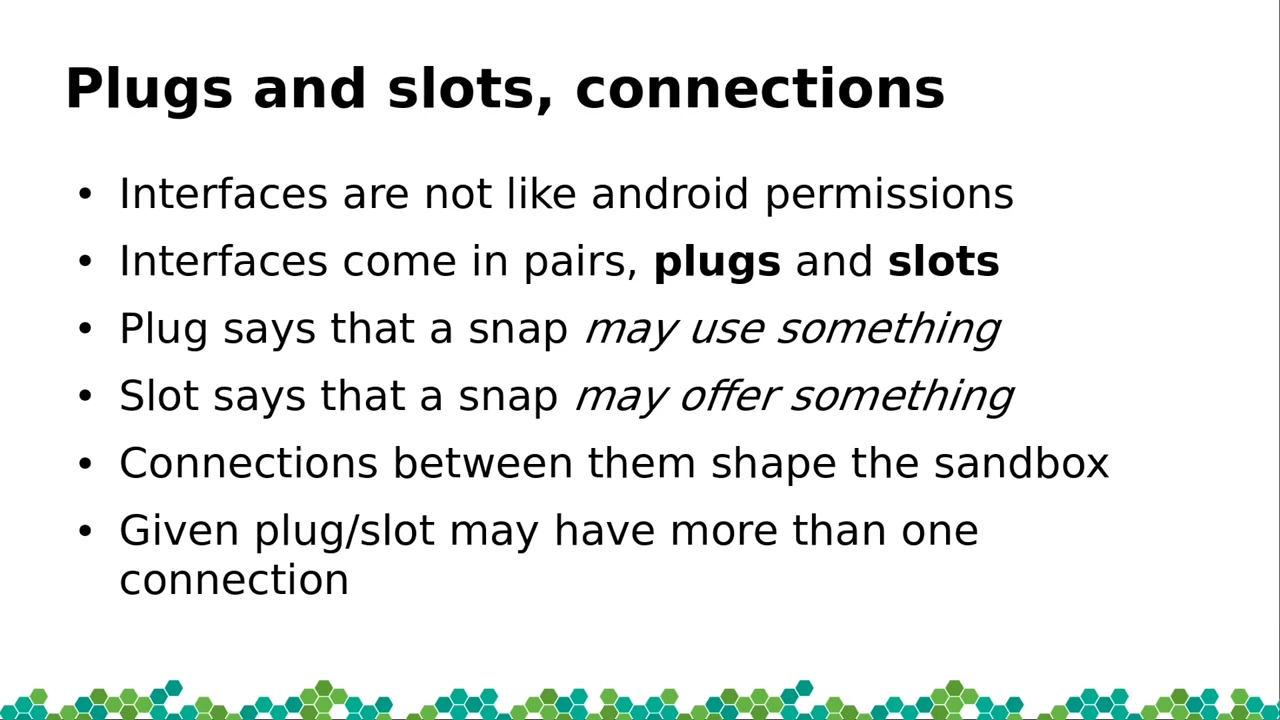 Plugs and slots, connections
• Interfaces are not like android permissions
• Interfaces come in pairs, plugs and slots
• Plug says that a snap may use something
• Slot says that a snap may offer something
• Connections between them shape the sandbox
• Given plug/slot may have more than one
connection